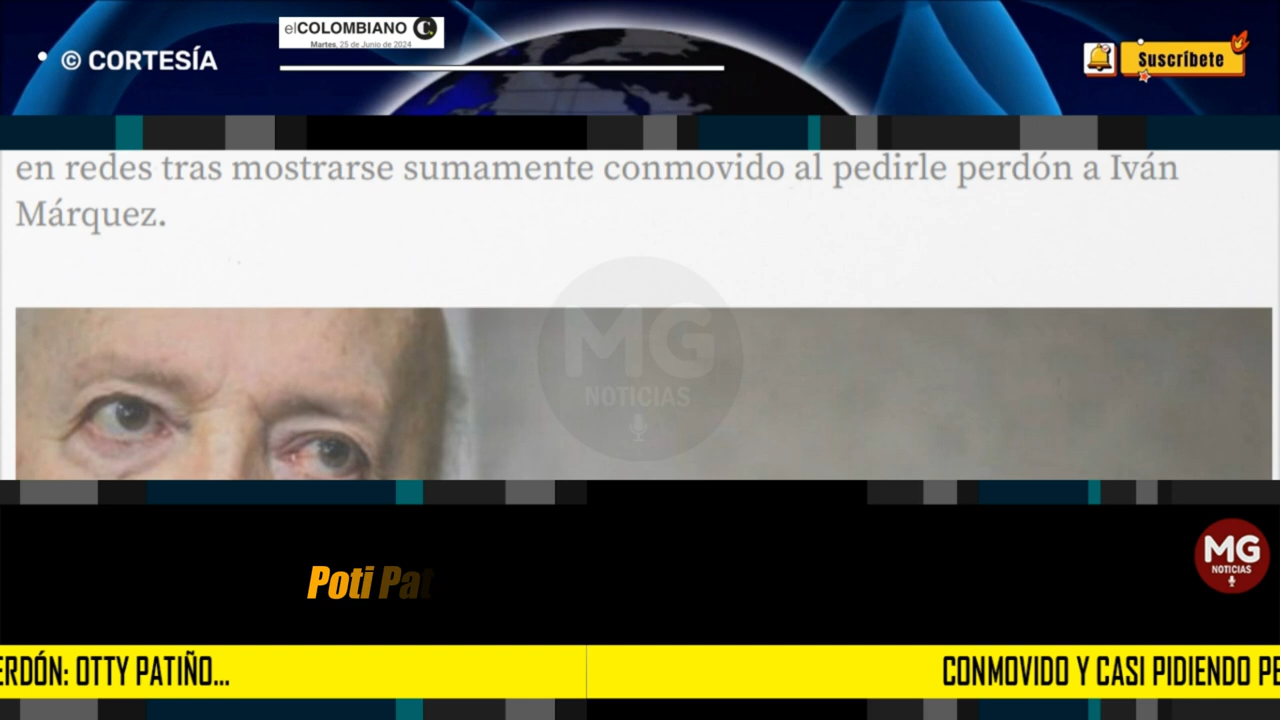 © CORTESÍA
elCOLOMBIANO C
Martes, 25 de Junio de 2024
Suscríbete
en redes tras mostrarse sumamente conmovido al pedirle perdón a Iván
Márquez.
MG
NOTICIAS
Poti Pat
MG
NOTICIAS
ERDÓN: OTTY PATIÑO...
CONMOVIDO Y CASI PIDIENDO PE